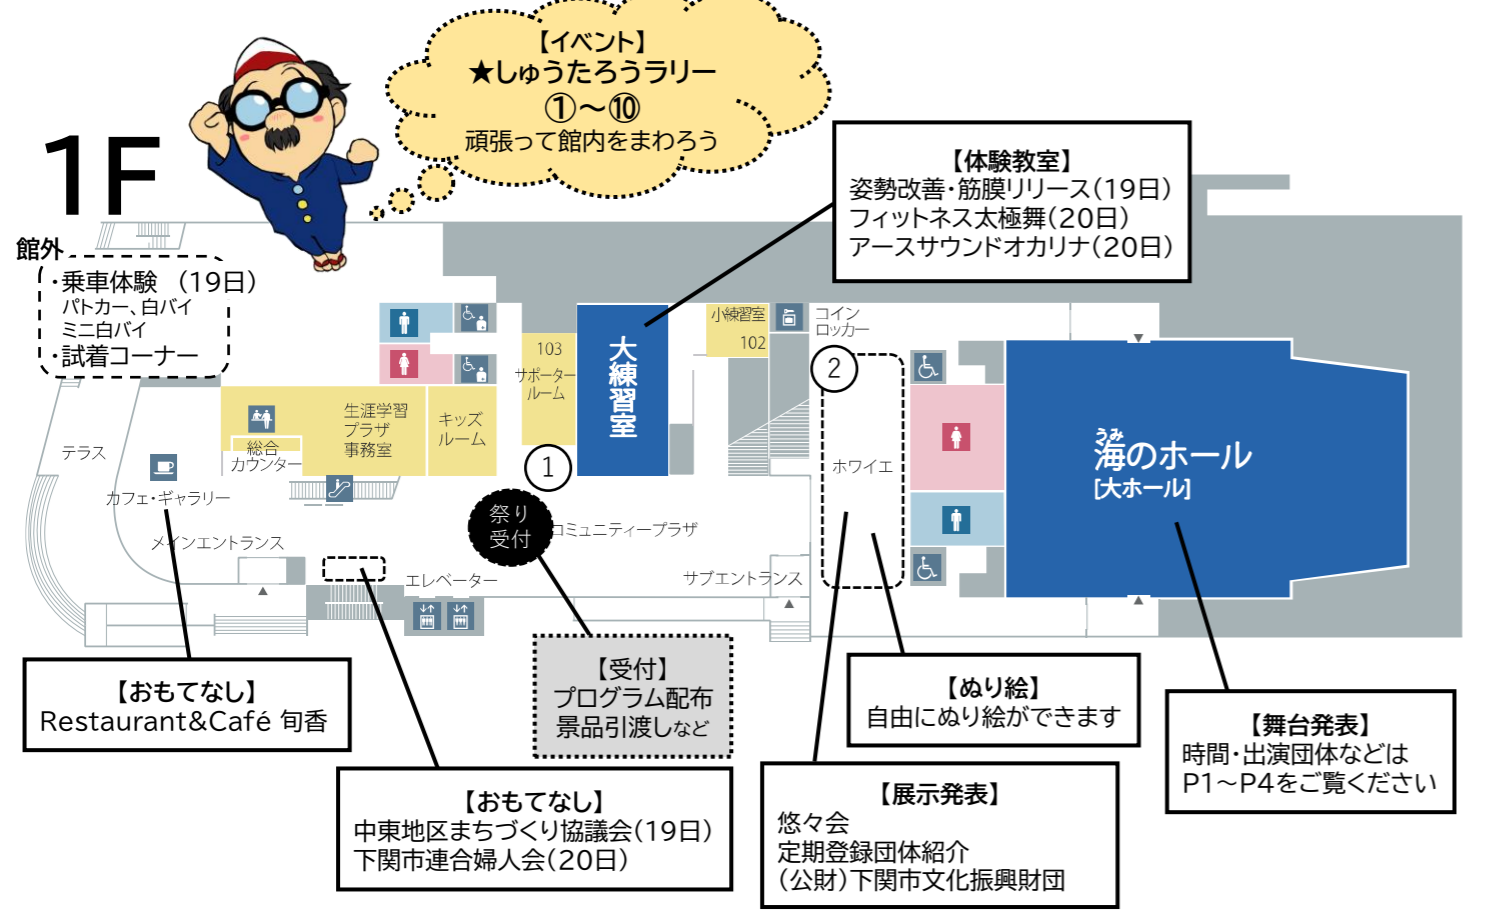 【イベント】
★しゅうたろうラリー
①～⑩
頑張って館内をまわろう
1F
館外
・乗車体験 （19日）
パトカー、白バイ
ミニ白バイ
・試着コーナー
【体験教室】
姿勢改善・筋膜リリース（19日）
フィットネス太極舞（20日）
アースサウンドオカリナ（20日）
103
サポーター
ルーム
大練習室
小練習室
102
コイン
ロッカー
②
生涯学習
プラザ
事務室
キッズ
ルーム
総合
カウンター
テラス
カフェ・ギャラリー
メインエントランス
①
祭り
受付
コミュニティープラザ
エレベーター
サブエントランス
ホワイエ
うみ
海のホール
[大ホール]
【おもてなし】
Restaurant&Café 旬香
【受付】
プログラム配布
景品引渡しなど
【おもてなし】
中東地区まちづくり協議会（19日）
下関市連合婦人会（20日）
【ぬり絵】
自由にぬり絵ができます
【展示発表】
悠々会
定期登録団体紹介
（公財）下関市文化振興財団
【舞台発表】
時間・出演団体などは
P1～P4をご覧ください